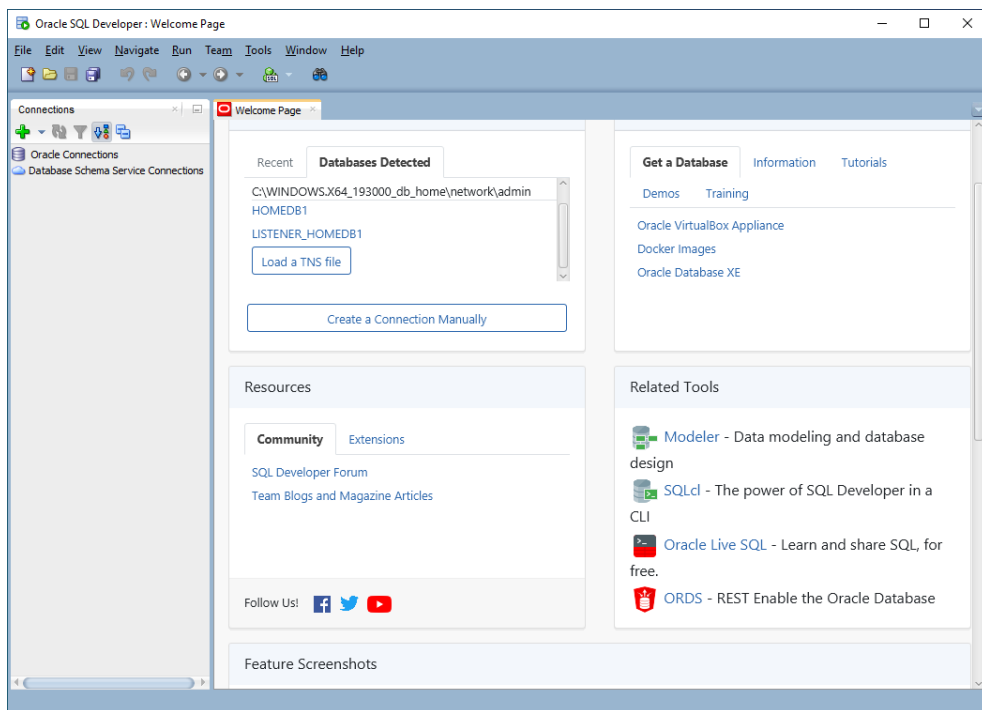 Oracle SQL Developer : Welcome Page
File Edit View Navigate Run Team Tools Window Help
SQL
Connections
Welcome Page
Oracle Connections
Database Schema Service Connections
Recent Databases Detected
C:\WINDOWS.X64_193000_db_home\network\admin
HOMEDB1
LISTENER_HOMEDB1
Load a TNS file
Create a Connection Manually
Get a Database Information Tutorials
Demos Training
Oracle VirtualBox Appliance
Docker Images
Oracle Database XE
Resources
Community Extensions
SQL Developer Forum
Team Blogs and Magazine Articles
Follow Us!
Related Tools
Modeler - Data modeling and database
design
SQLcl - The power of SQL Developer in a
CLI
Oracle Live SQL - Learn and share SQL, for
free.
ORDS - REST Enable the Oracle Database
Feature Screenshots